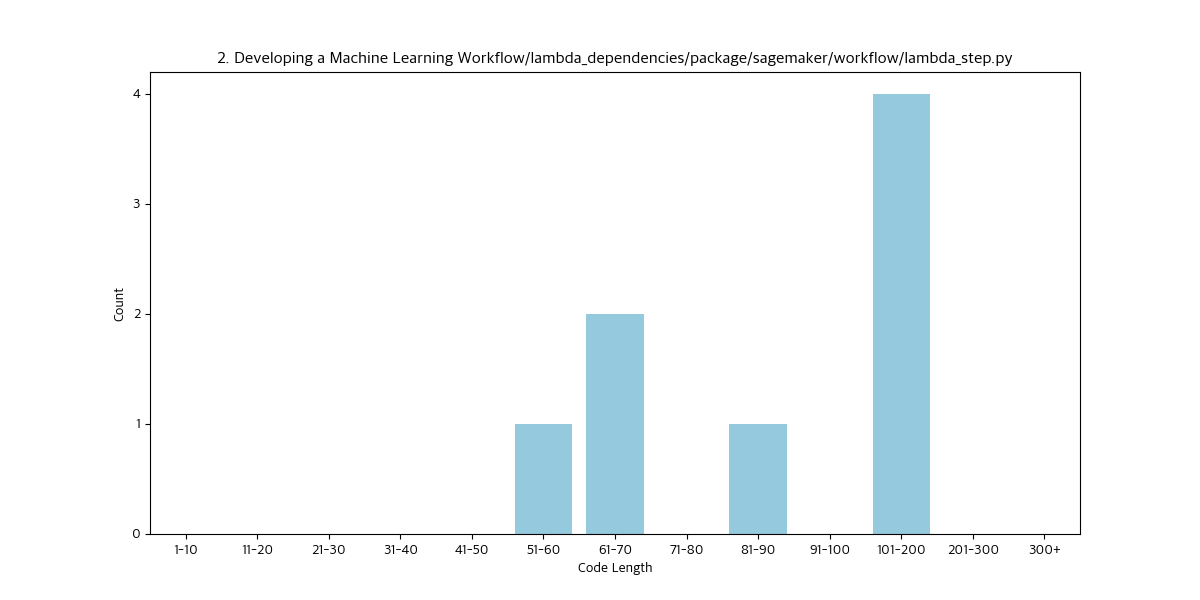 2. Developing a Machine Learning Workflow/lambda_dependencies/package/sagemaker/workflow/lambda_step.py
4
3
2
1
0
Count
1-10 11-20 21-30 31-40 41-50 51-60 61-70 71-80 81-90 91-100 101-200 201-300 300+
Code Length